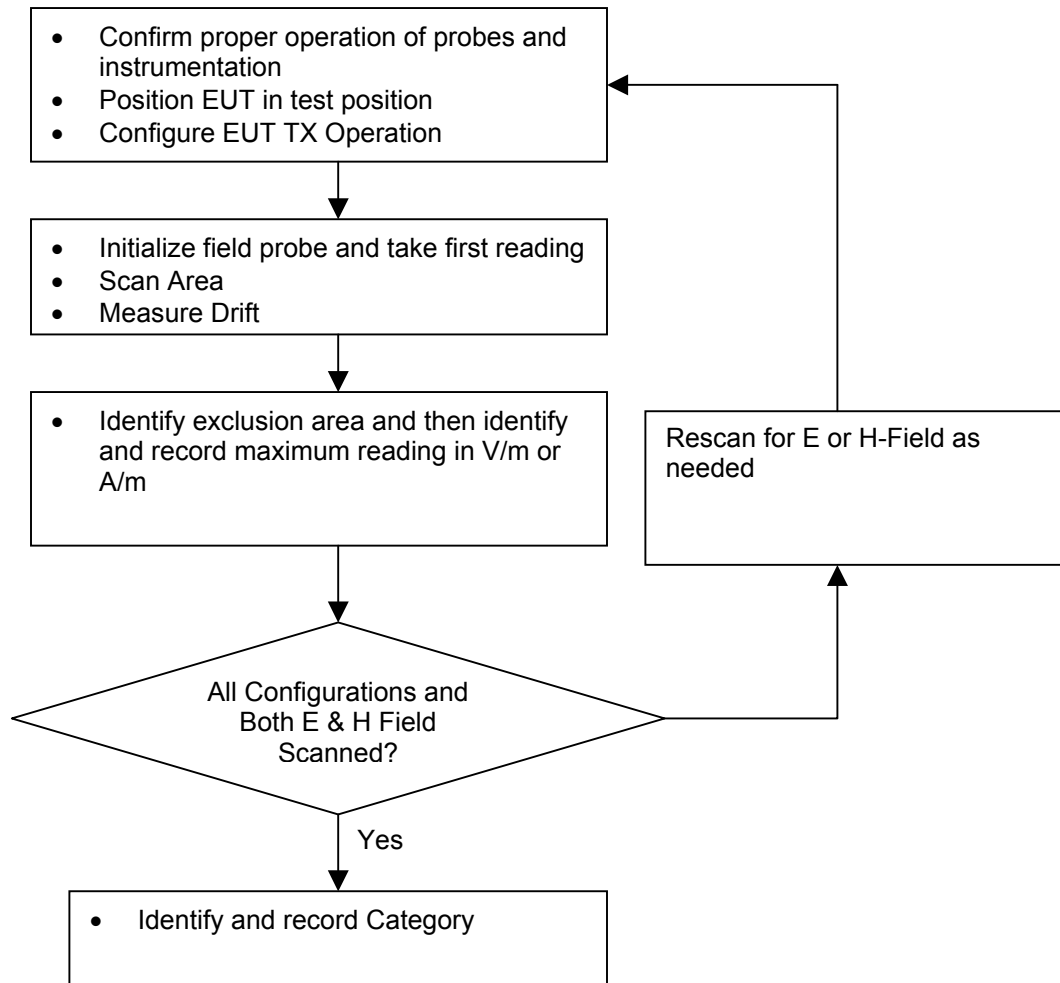 • Confirm proper operation of probes and
instrumentation
• Position EUT in test position
• Configure EUT TX Operation
• Initialize field probe and take first reading
• Scan Area
• Measure Drift
• Identify exclusion area and then identify
and record maximum reading in V/m or
A/m
Rescan for E or H-Field as
needed
All Configurations and
Both E & H Field
Scanned?
Yes
• Identify and record Category